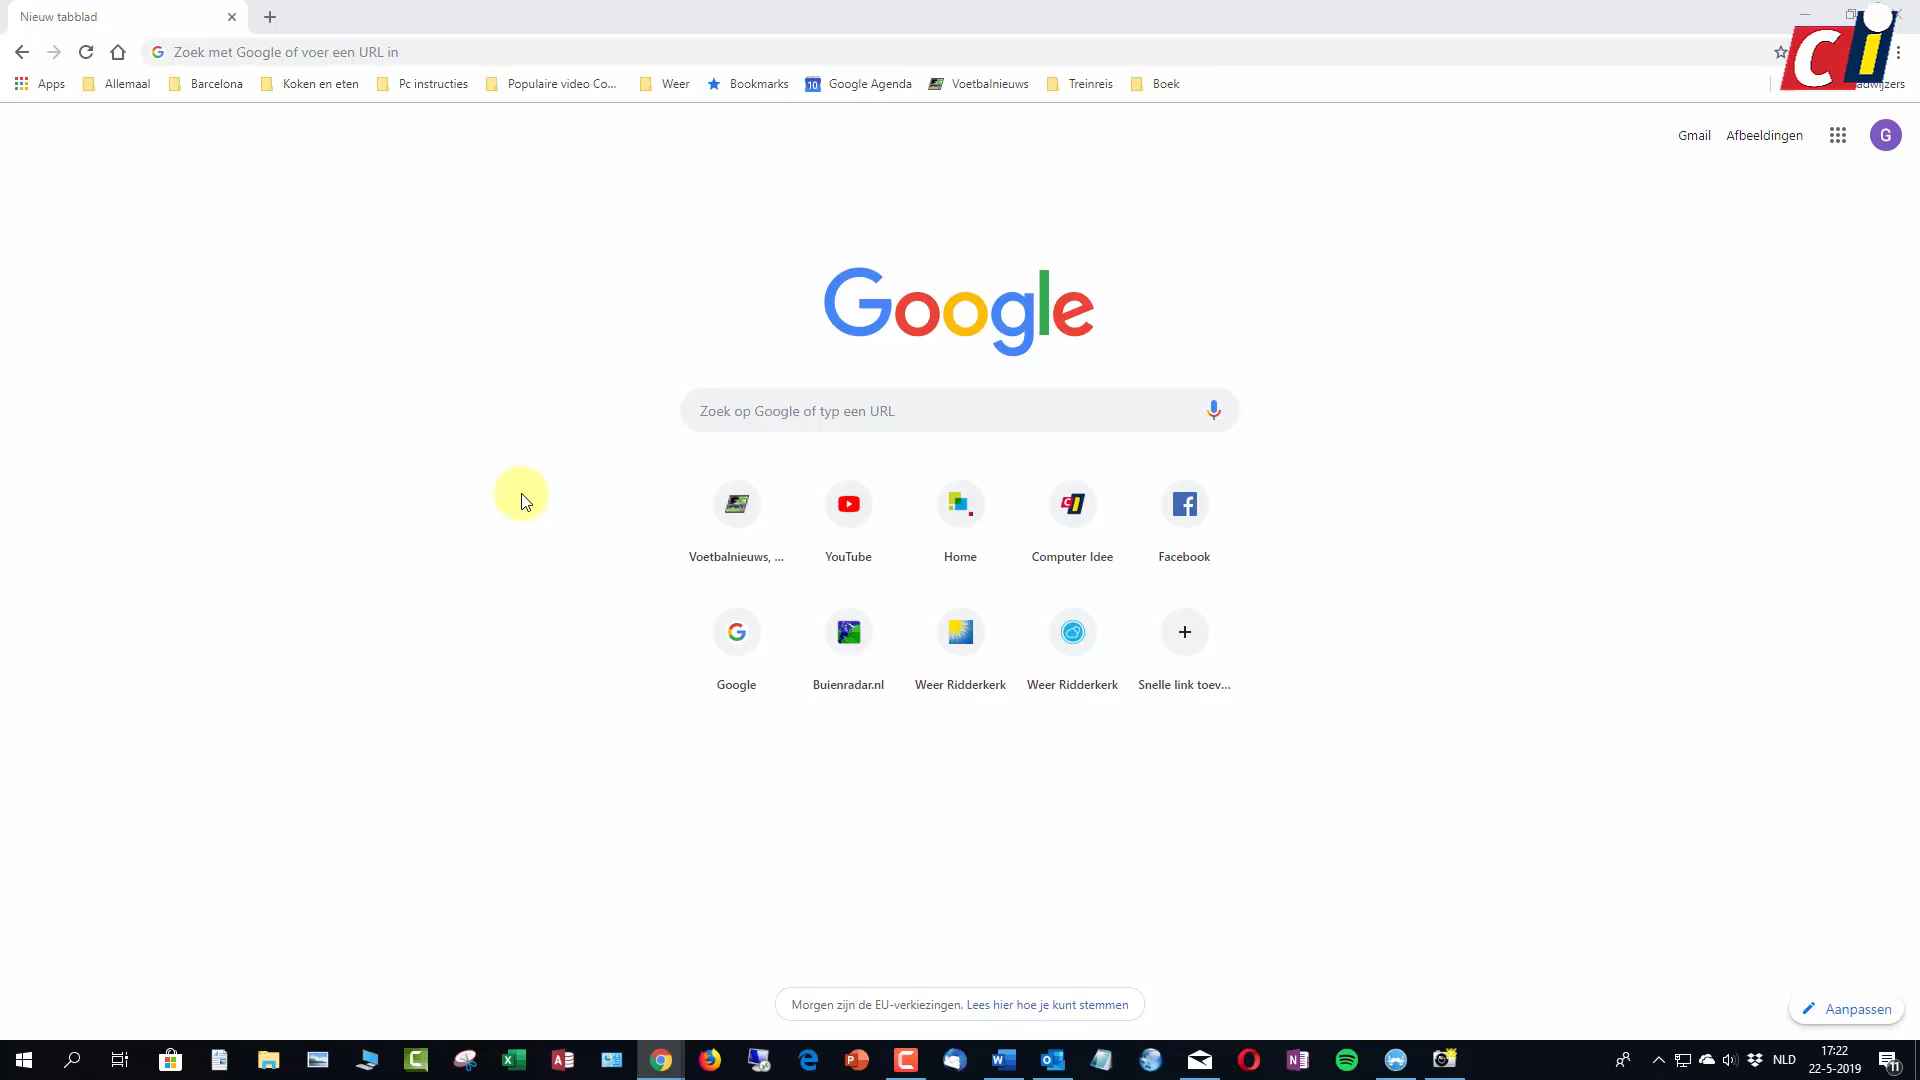 Nieuw tabblad
Zoek met Google of voer een URL in
Apps Allemaal Barcelona Koken en eten Pc instructies Populaire video Co... Weer Bookmarks 10 Google Agenda Voetbalnieuws Treinreis Boek
Ci
Gmail Afbeeldingen G
Google
Zoek op Google of typ een URL
Voetbalnieuws, ... YouTube Home Computer Idee Facebook
Google Buienradar.nl Weer Ridderkerk Weer Ridderkerk Snelle link toev...
Morgen zijn de EU-verkiezingen. Lees hier hoe je kunt stemmen
Aanpassen
NLD
17:22
22-5-2019
11